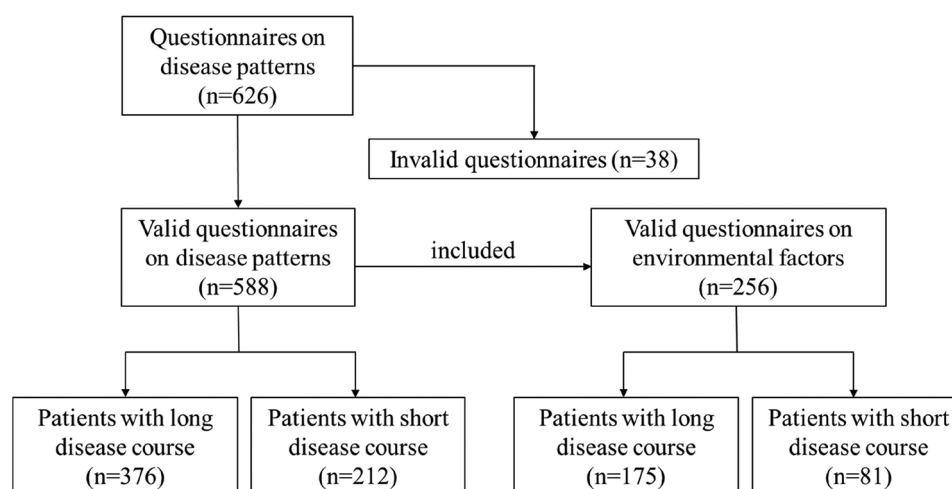 Questionnaires on
disease patterns
(n=626)
Invalid questionnaires (n=38)
Valid questionnaires
on disease patterns
(n=588)
included
Valid questionnaires on
environmental factors
(n=256)
Patients with long
disease course
(n=376)
Patients with short
disease course
(n=212)
Patients with long
disease course
(n=175)
Patients with short
disease course
(n=81)